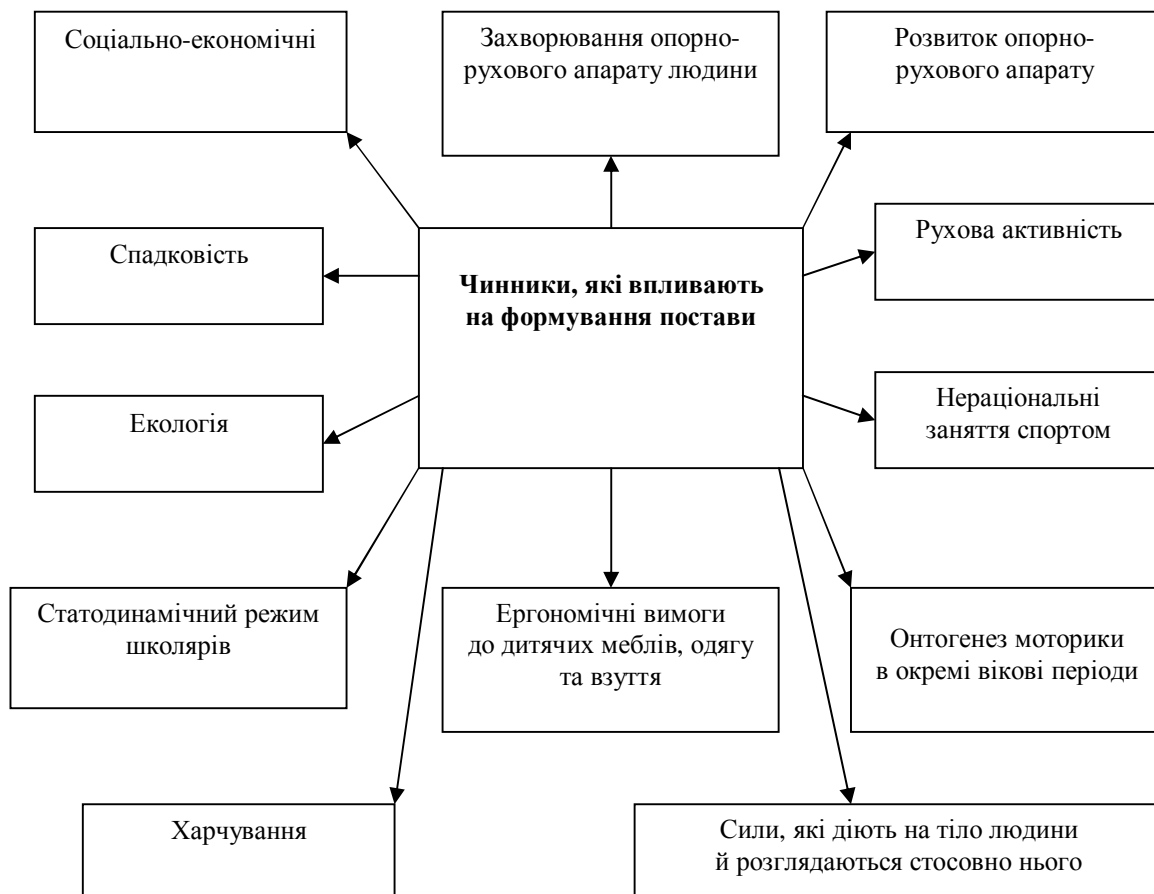 Соціально-економічні
Захворювання опорно-
рухового апарату людини
Розвиток опорно-
рухового апарату
Спадковість
Чинники, які впливають
на формування постави
Рухова активність
Екологія
Нераціональні
заняття спортом
Статодинамічний режим
школярів
Ергономічні вимоги
до дитячих меблів, одягу
та взуття
Онтогенез моторики
в окремі вікові періоди
Харчування
Сили, які діють на тіло людини
й розглядаються стосовно нього